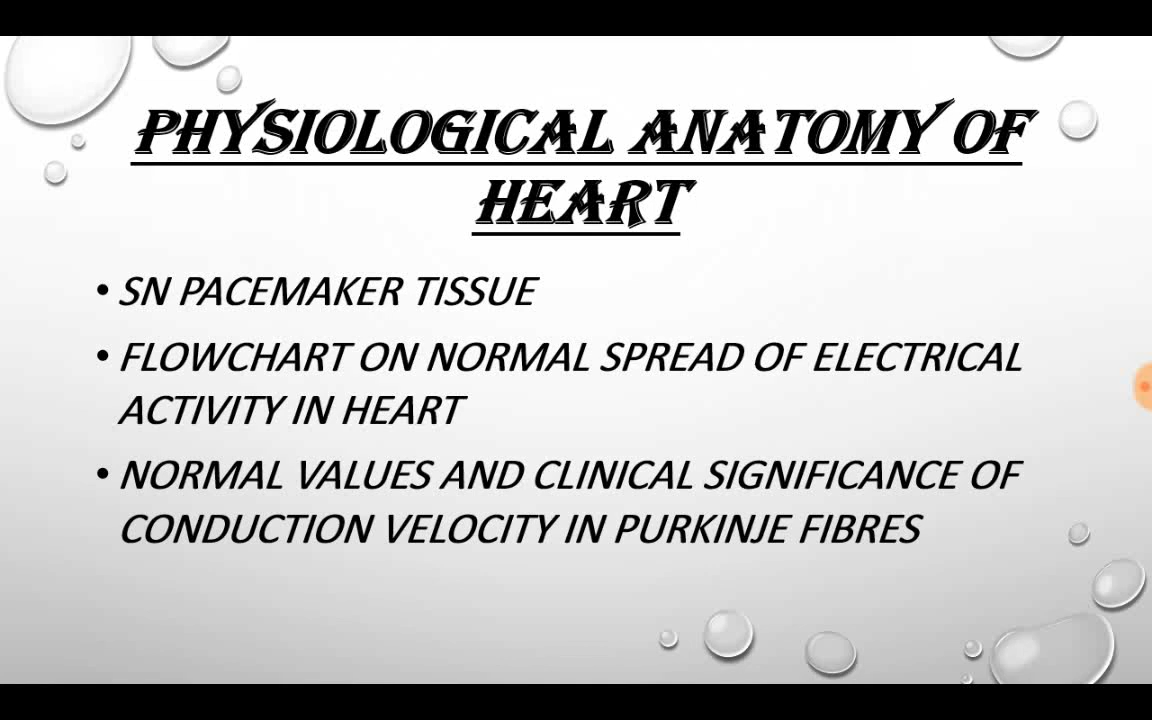 PHYSIOLOGICAL ANATOMY OF
HEART
• SN PACEMAKER TISSUE
• FLOWCHART ON NORMAL SPREAD OF ELECTRICAL
ACTIVITY IN HEART
• NORMAL VALUES AND CLINICAL SIGNIFICANCE OF
CONDUCTION VELOCITY IN PURKINJE FIBRES